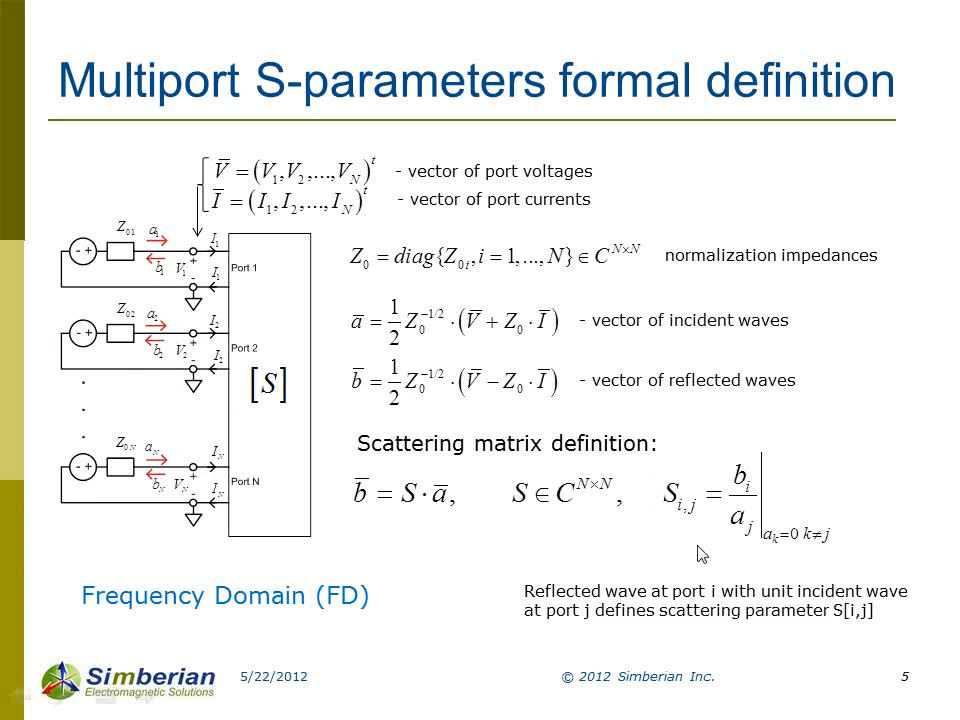 Multiport S-parameters formal definition
V̅ = (V₁,V₂,...,V_N)ᵗ - vector of port voltages
I̅ = (I₁,I₂,...,I_N)ᵗ - vector of port currents
Z₀₁ a₁ I₁
- + + Port 1
b₁ V₁ - I₁
Z₀₂ a₂ I₂
- + + Port 2
b₂ V₂ - I₂
.
.
.
Z₀N a_N I_N
- + + Port N
b_N V_N - I_N
[S]
Z₀ = diag{Z₀ᵢ, i = 1,...,N} ∈ C^{N×N} normalization impedances
a̅ = 1/2 Z₀^{-1/2} · (V̅ + Z₀ · I̅) - vector of incident waves
b̅ = 1/2 Z₀^{-1/2} · (V̅ − Z₀ · I̅) - vector of reflected waves
Scattering matrix definition:
b̅ = S · a̅, S ∈ C^{N×N}, S_{i,j} = b_i / a_j |_{a_k=0 k≠j}
Frequency Domain (FD)
Reflected wave at port i with unit incident wave
at port j defines scattering parameter S[i,j]
Simberian
Electromagnetic Solutions
5/22/2012
© 2012 Simberian Inc.
5